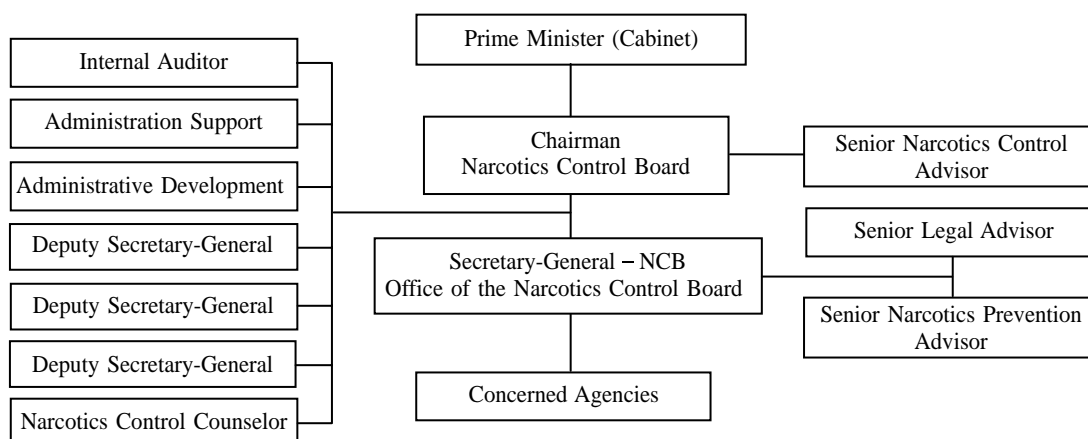 Prime Minister (Cabinet)
Internal Auditor
Administration Support
Administrative Development
Deputy Secretary-General
Deputy Secretary-General
Deputy Secretary-General
Narcotics Control Counselor
Chairman
Narcotics Control Board
Senior Narcotics Control
Advisor
Secretary-General – NCB
Office of the Narcotics Control Board
Senior Legal Advisor
Senior Narcotics Prevention
Advisor
Concerned Agencies